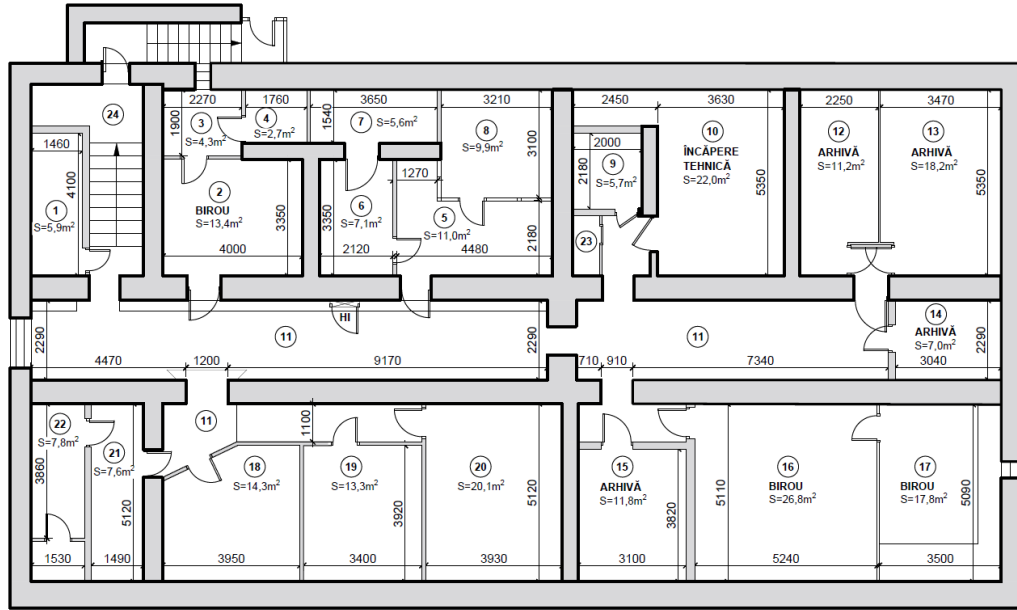 24
1460
4100
1
S=5,9m²
2270
1900
3
S=4,3m²
1760
4
S=2,7m²
3650
1540
7
S=5,6m²
3210
8
S=9,9m²
3100
2
BIROU
S=13,4m²
3350
4000
3350
6
S=7,1m²
2120
1270
5
S=11,0m²
4480
2180
2450
2000
2180
9
S=5,7m²
23
3630
10
ÎNCĂPERE
TEHNICĂ
S=22,0m²
5350
2250
12
ARHIVĂ
S=11,2m²
3470
13
ARHIVĂ
S=18,2m²
5350
2290
4470
1200
11
HI
9170
2290
710
910
11
7340
14
ARHIVĂ
S=7,0m²
3040
2290
22
S=7,8m²
3860
1530
21
S=7,6m²
5120
1490
11
1100
18
S=14,3m²
3950
19
S=13,3m²
3920
3400
20
S=20,1m²
5120
3930
15
ARHIVĂ
S=11,8m²
3820
3100
5110
16
BIROU
S=26,8m²
5240
17
BIROU
S=17,8m²
5090
3500